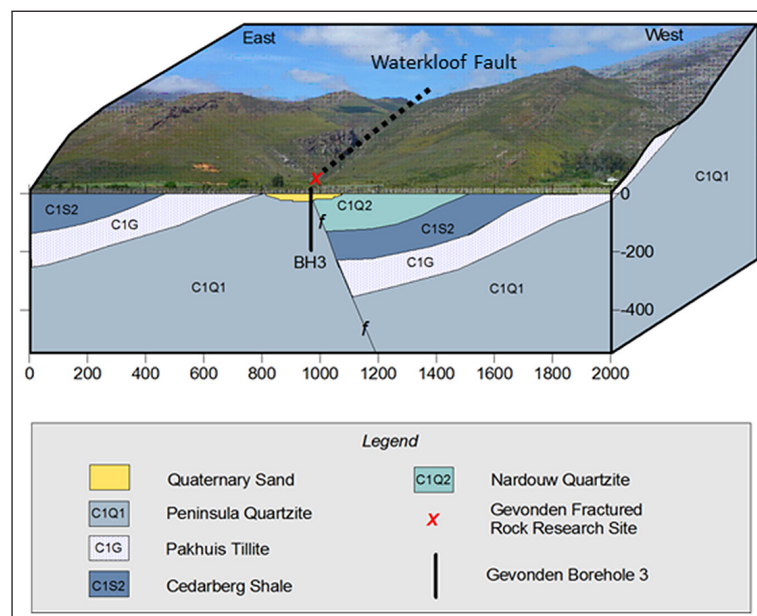 East
West
Waterkloof Fault
X
C1Q1
0
C1S2
C1Q2
f
C1G
C1S2
-200
BH3
C1G
C1Q1
C1Q1
-400
f
0
200
400
600
800
1000
1200
1400
1600
1800
2000
Legend
Quaternary Sand
C1Q2
Nardouw Quartzite
C1Q1
Peninsula Quartzite
X
Gevonden Fractured
Rock Research Site
C1G
Pakhuis Tillite
C1S2
Cedarberg Shale
Gevonden Borehole 3